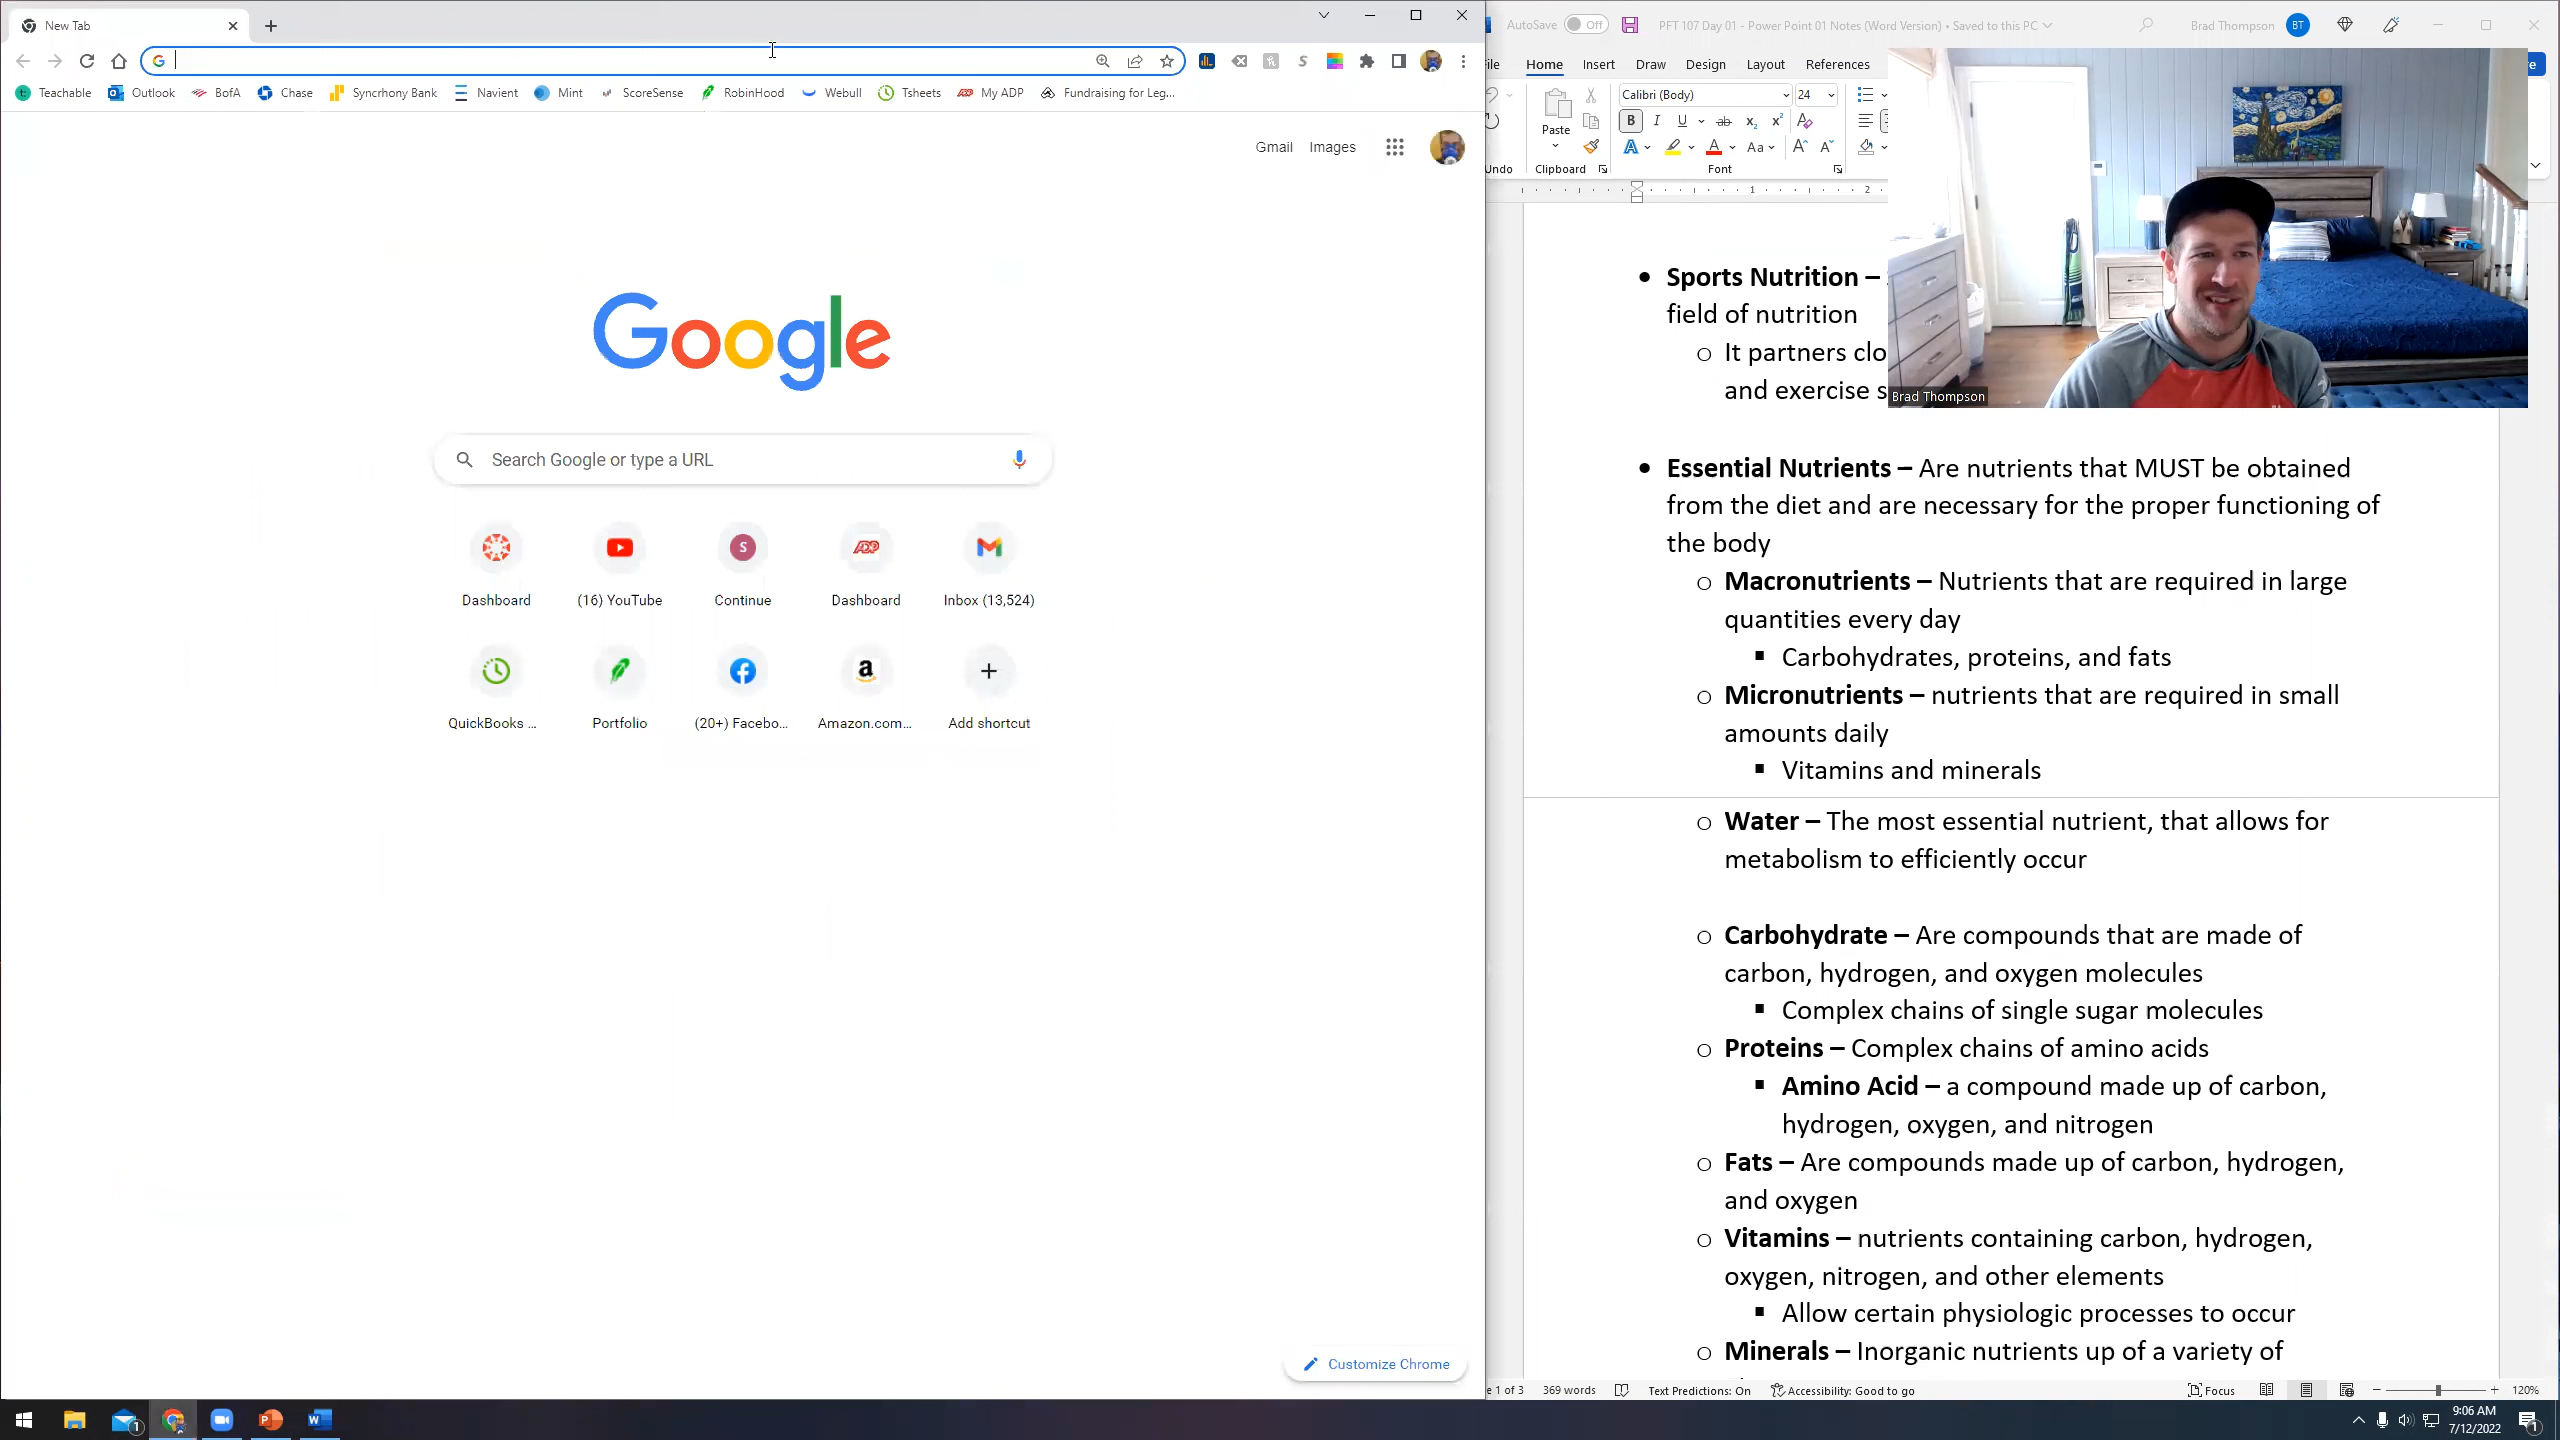 New Tab
Teachable
Outlook
BofA
Chase
Syncrhony Bank
Navient
Mint
ScoreSense
RobinHood
Webull
Tsheets
My ADP
Fundraising for Leg...
Gmail
Images
Google
Search Google or type a URL
Dashboard
(16) YouTube
Continue
Dashboard
Inbox (13,524)
QuickBooks ...
Portfolio
(20+) Facebo...
Amazon.com...
Add shortcut
Customize Chrome
AutoSave
Off
PFT 107 Day 01 - Power Point 01 Notes (Word Version) • Saved to this PC
Brad Thompson
BT
Home
Insert
Draw
Design
Layout
References
Calibri (Body)
24
Paste
Clipboard
Font
1
2
Brad Thompson
• Sports Nutrition –
field of nutrition
o It partners clo
and exercise s
• Essential Nutrients – Are nutrients that MUST be obtained
from the diet and are necessary for the proper functioning of
the body
o Macronutrients – Nutrients that are required in large
quantities every day
▪ Carbohydrates, proteins, and fats
o Micronutrients – nutrients that are required in small
amounts daily
▪ Vitamins and minerals
o Water – The most essential nutrient, that allows for
metabolism to efficiently occur
o Carbohydrate – Are compounds that are made of
carbon, hydrogen, and oxygen molecules
▪ Complex chains of single sugar molecules
o Proteins – Complex chains of amino acids
▪ Amino Acid – a compound made up of carbon,
hydrogen, oxygen, and nitrogen
o Fats – Are compounds made up of carbon, hydrogen,
and oxygen
o Vitamins – nutrients containing carbon, hydrogen,
oxygen, nitrogen, and other elements
▪ Allow certain physiologic processes to occur
o Minerals – Inorganic nutrients up of a variety of
e 1 of 3
369 words
Text Predictions: On
Accessibility: Good to go
Focus
120%
9:06 AM
7/12/2022